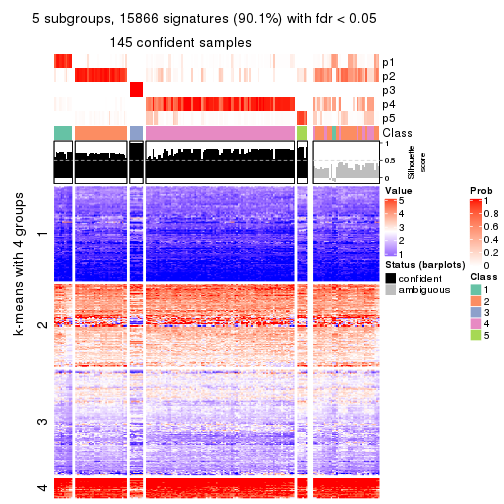 5 subgroups, 15866 signatures (90.1%) with fdr < 0.05
145 confident samples
p1
p2
p3
p4
p5
Class
1
0.5
0
Silhouette
score
k-means with 4 groups
1
2
3
4
Value
5
4
3
2
1
Status (barplots)
confident
ambiguous
Prob
1
0.8
0.6
0.4
0.2
0
Class
1
2
3
4
5